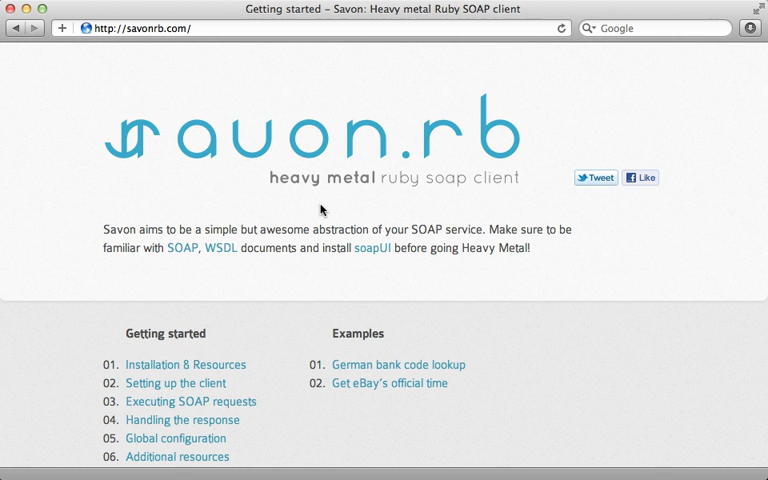 Getting started – Savon: Heavy metal Ruby SOAP client
http://savonrb.com/
Google
savon.rb
heavy metal ruby soap client
Tweet
Like
Savon aims to be a simple but awesome abstraction of your SOAP service. Make sure to be
familiar with SOAP, WSDL documents and install soapUI before going Heavy Metal!
Getting started
01. Installation & Resources
02. Setting up the client
03. Executing SOAP requests
04. Handling the response
05. Global configuration
06. Additional resources
Examples
01. German bank code lookup
02. Get eBay's official time